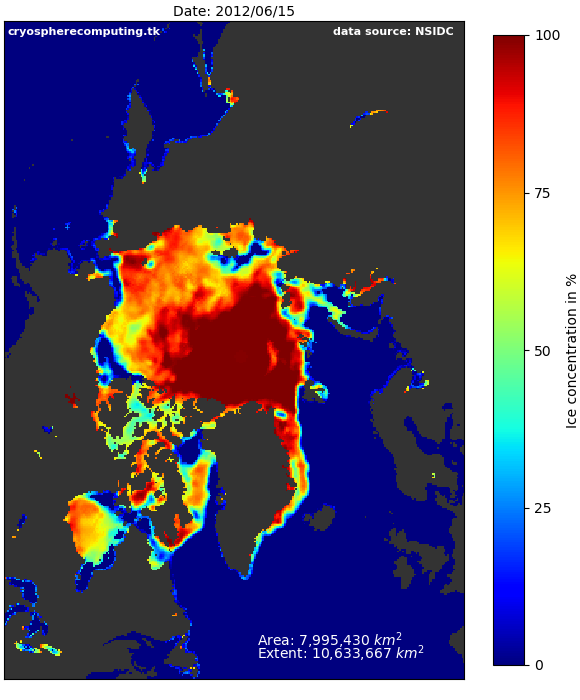 Date: 2012/06/15
cryospherecomputing.tk data source: NSIDC
100
75
50
25
0
Ice concentration in %
Area: 7,995,430 km²
Extent: 10,633,667 km²